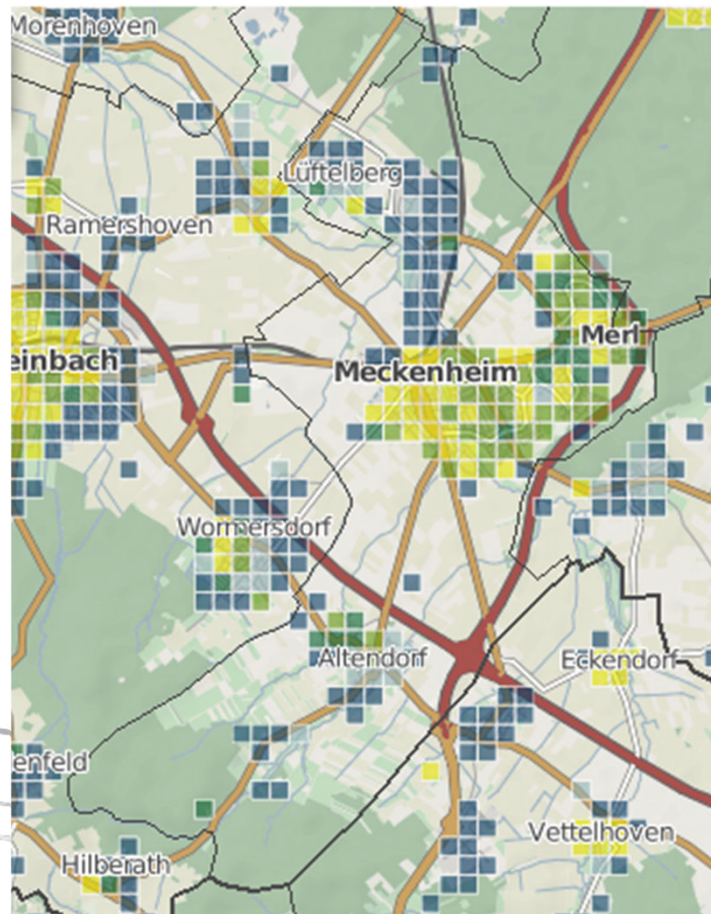 Morenhoven
Lüftelberg
Ramershoven
Merl
einbach
Meckenheim
Wormersdorf
Altendorf
Eckendorf
enfeld
Vettelhoven
Hilberath